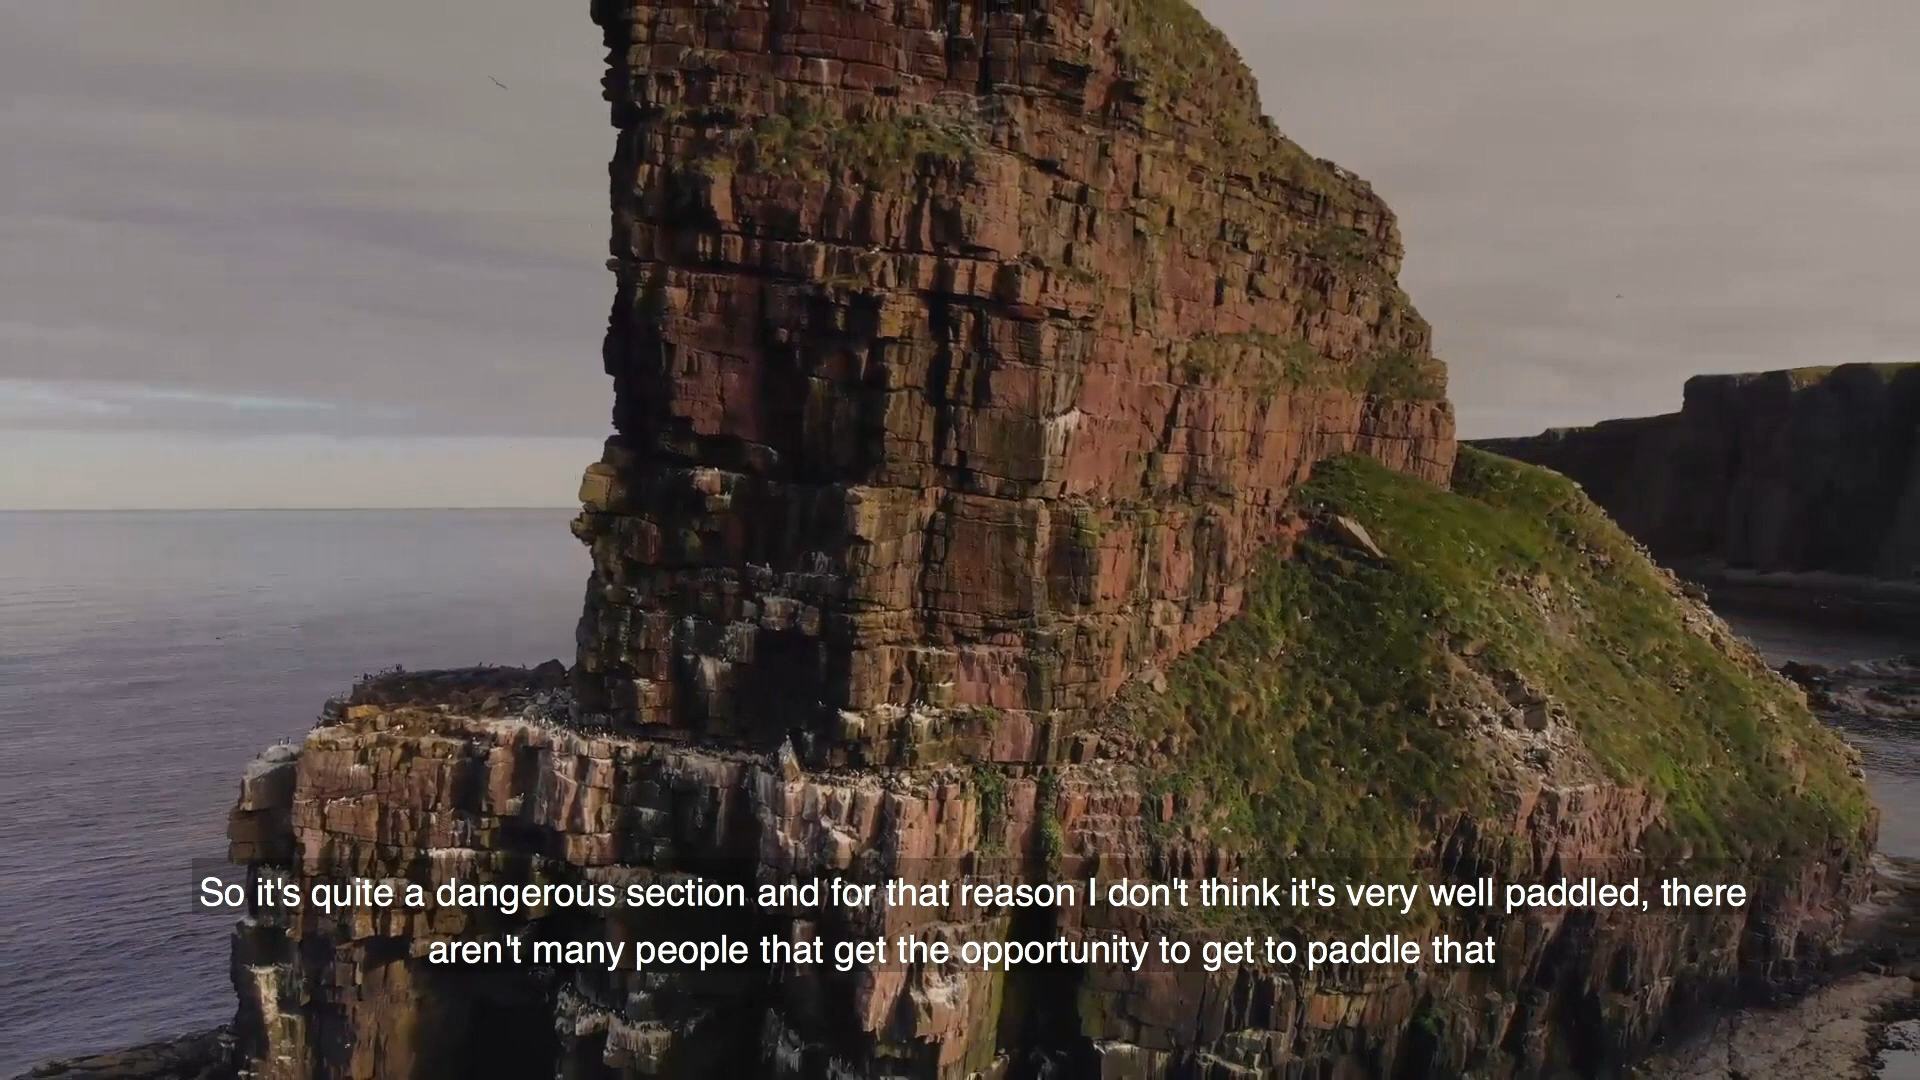 So it's quite a dangerous section and for that reason I don't think it's very well paddled, there
aren't many people that get the opportunity to get to paddle that